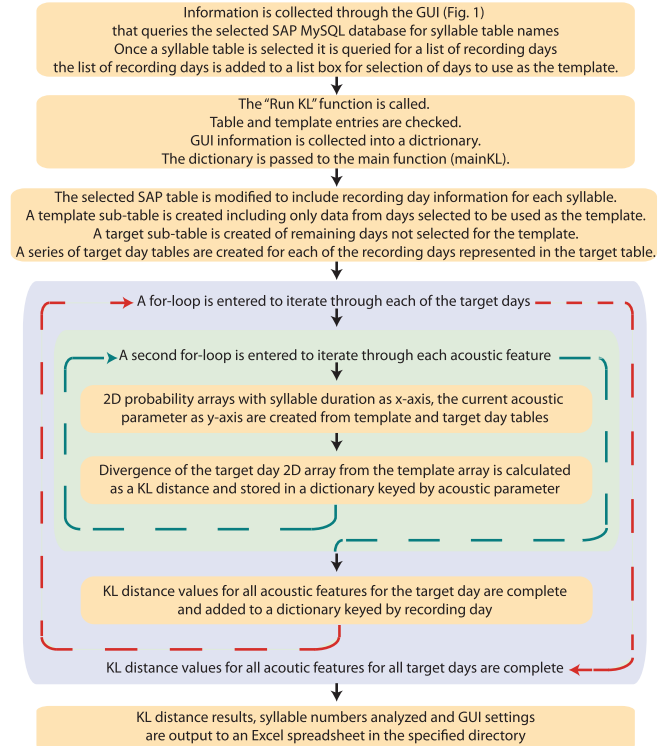 Information is collected through the GUI (Fig. 1)
that queries the selected SAP MySQL database for syllable table names
Once a syllable table is selected it is queried for a list of recording days
the list of recording days is added to a list box for selection of days to use as the template.
The “Run KL” function is called.
Table and template entries are checked.
GUI information is collected into a dictrionary.
The dictionary is passed to the main function (mainKL).
The selected SAP table is modified to include recording day information for each syllable.
A template sub-table is created including only data from days selected to be used as the template.
A target sub-table is created of remaining days not selected for the template.
A series of target day tables are created for each of the recording days represented in the target table.
A for-loop is entered to iterate through each of the target days
A second for-loop is entered to iterate through each acoustic feature
2D probability arrays with syllable duration as x-axis, the current acoustic
parameter as y-axis are created from template and target day tables
Divergence of the target day 2D array from the template array is calculated
as a KL distance and stored in a dictionary keyed by acoustic parameter
KL distance values for all acoustic features for the target day are complete
and added to a dictionary keyed by recording day
KL distance values for all acoutic features for all target days are complete
KL distance results, syllable numbers analyzed and GUI settings
are output to an Excel spreadsheet in the specified directory